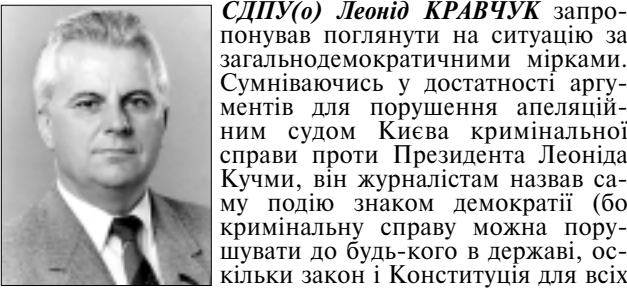 СДПУ(о) Леонід КРАВЧУК запро-
понував поглянути на ситуацію за
загальнодемократичними мірками.
Сумніваючись у достатності аргу-
ментів для порушення апеляцій-
ним судом Києва кримінальної
справи проти Президента Леоніда
Кучми, він журналістам назвав са-
му подію знаком демократії (бо
кримінальну справу можна пору-
шувати до будь-кого в державі, ос-
кільки закон і Конституція для всіх